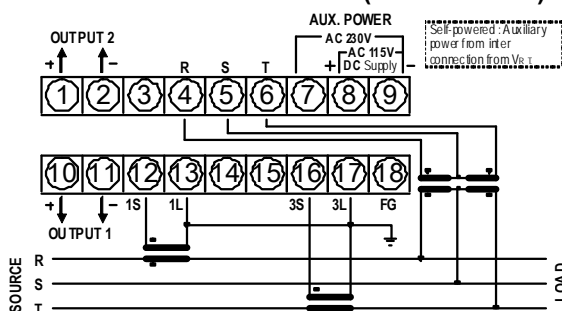 AUX. POWER
OUTPUT 2
AC 230V
AC 115V
DC Supply
+ -
+ -
Self-powered : Auxiliary
power from inter
connection from VR T
R S T
1 2 3 4 5 6 7 8 9
10 11 12 13 14 15 16 17 18
+ - 1S 1L 3S 3L FG
OUTPUT 1
SOURCE
R
S
T
LOAD